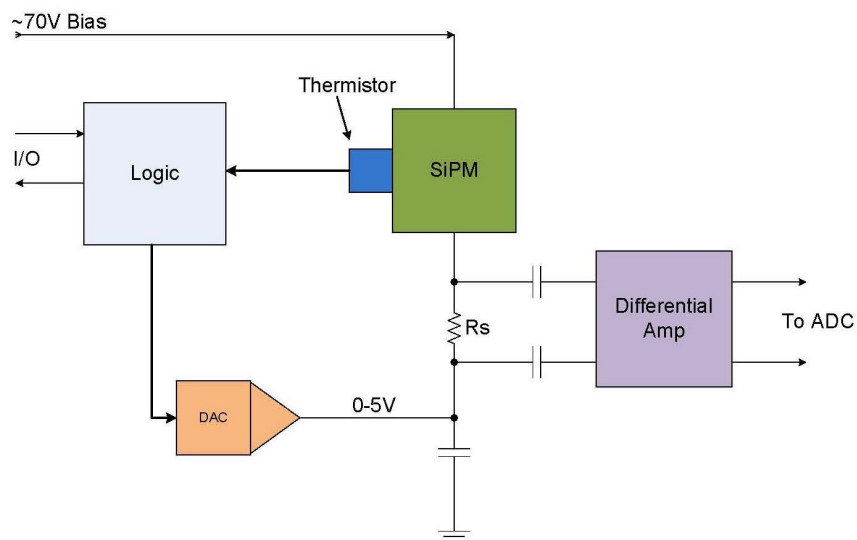 ~70V Bias
Thermistor
I/O
Logic
SiPM
Rs
Differential
Amp
To ADC
DAC
0-5V